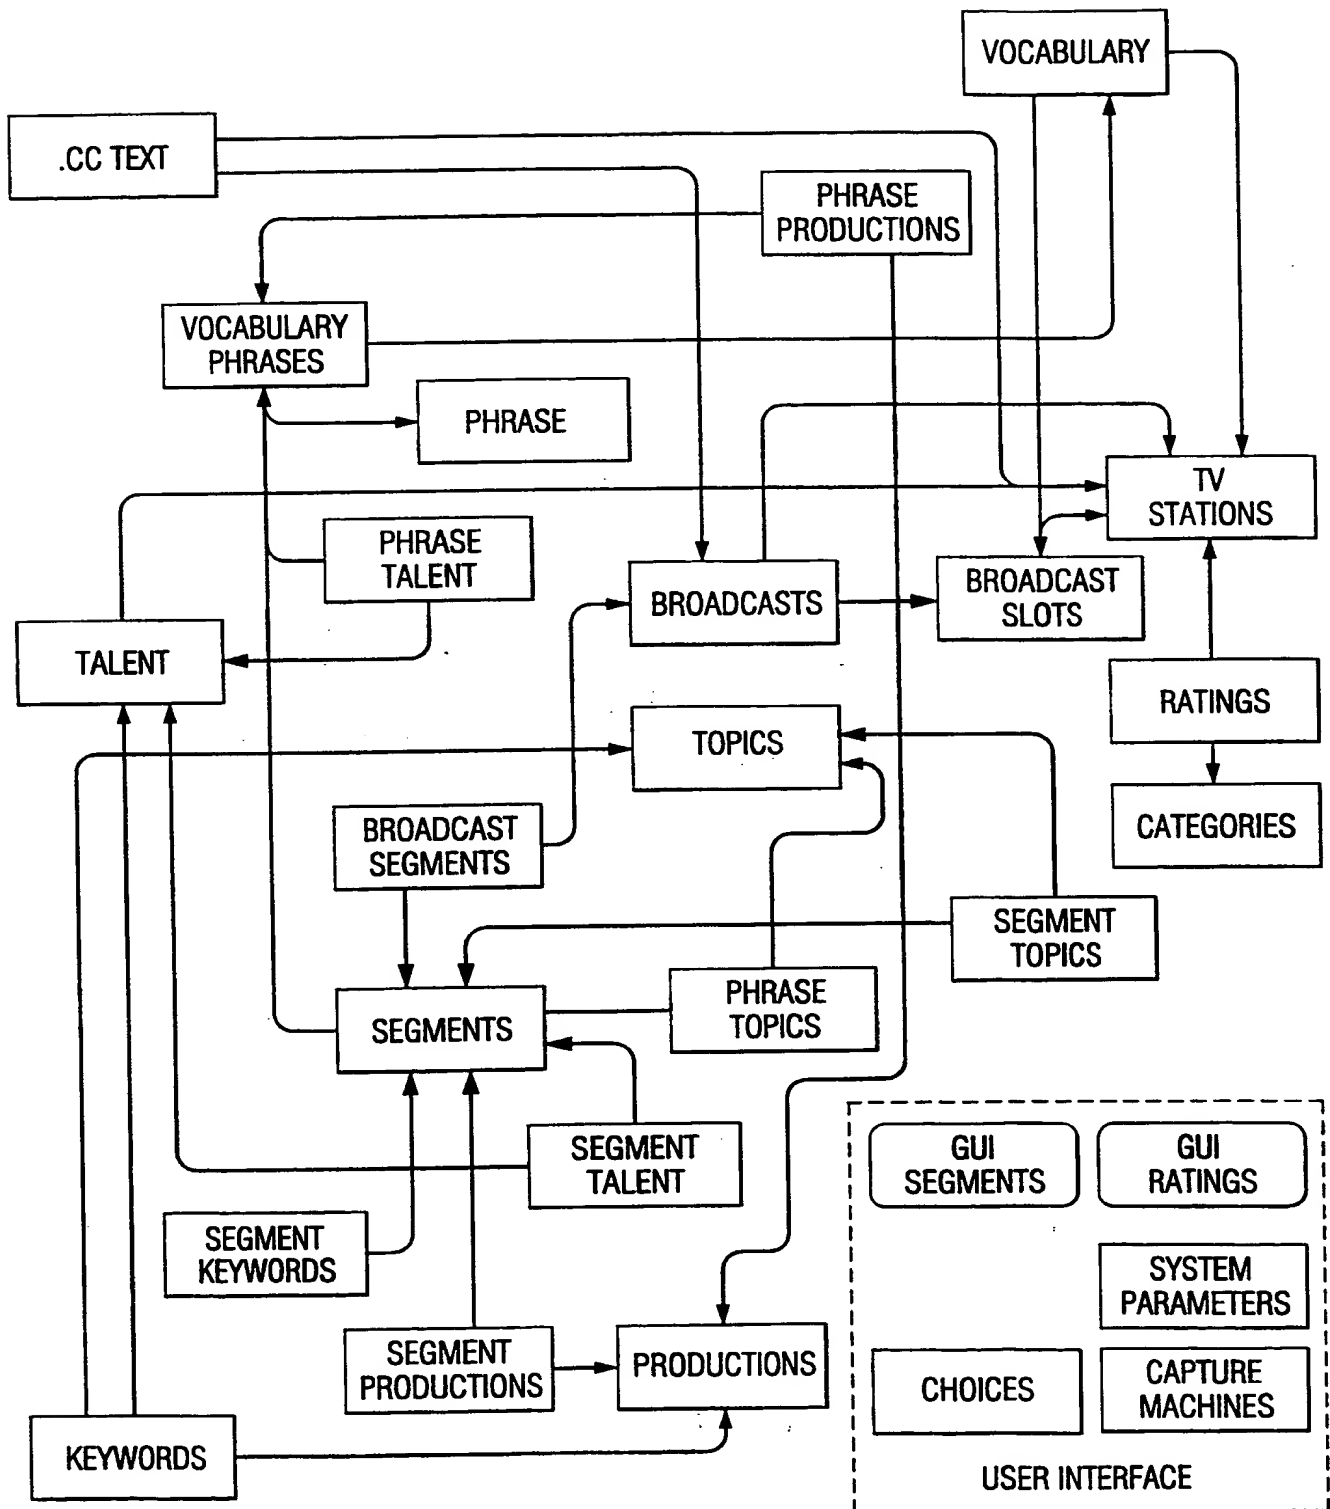 VOCABULARY
.CC TEXT
PHRASE
PRODUCTIONS
VOCABULARY
PHRASES
PHRASE
TV
STATIONS
PHRASE
TALENT
BROADCASTS
BROADCAST
SLOTS
TALENT
RATINGS
TOPICS
BROADCAST
SEGMENTS
CATEGORIES
SEGMENT
TOPICS
PHRASE
TOPICS
SEGMENTS
SEGMENT
TALENT
GUI
SEGMENTS
GUI
RATINGS
SEGMENT
KEYWORDS
SYSTEM
PARAMETERS
SEGMENT
PRODUCTIONS
PRODUCTIONS
CHOICES
CAPTURE
MACHINES
KEYWORDS
USER INTERFACE